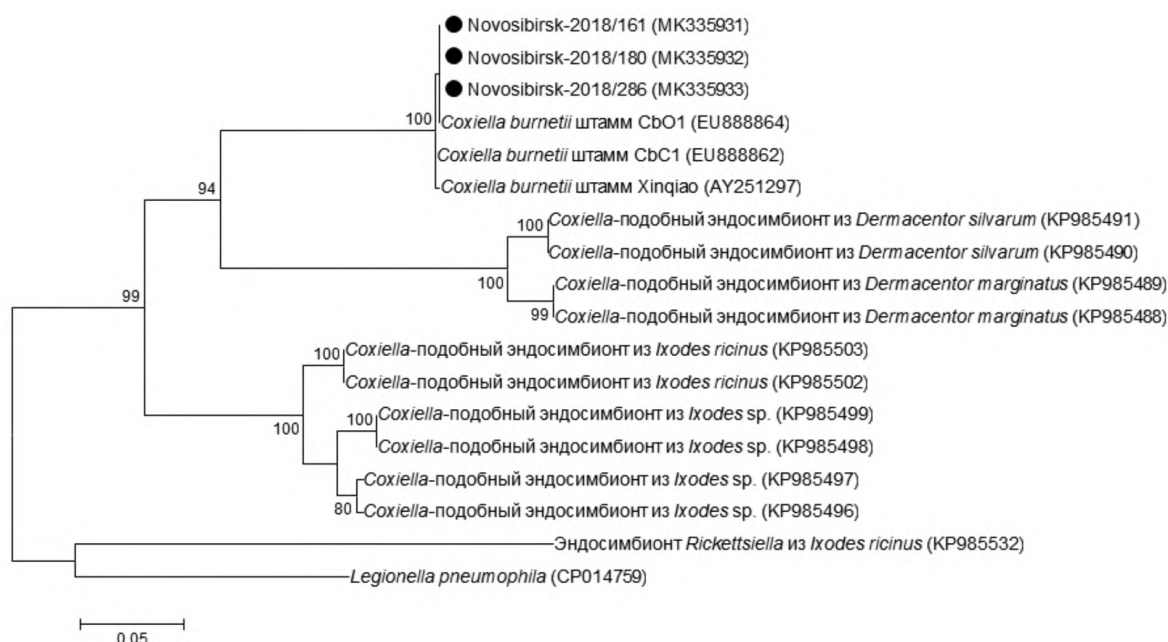 Novosibirsk-2018/161 (MK335931)
Novosibirsk-2018/180 (MK335932)
Novosibirsk-2018/286 (MK335933)
100
Coxiella burnetii штамм CbO1 (EU888864)
Coxiella burnetii штамм CbC1 (EU888862)
94
Coxiella burnetii штамм Xinqiao (AY251297)
100
Coxiella-подобный эндосимбионт из Dermacentor silvarum (KP985491)
Coxiella-подобный эндосимбионт из Dermacentor silvarum (KP985490)
100
Coxiella-подобный эндосимбионт из Dermacentor marginatus (KP985489)
99
99
Coxiella-подобный эндосимбионт из Dermacentor marginatus (KP985488)
100
Coxiella-подобный эндосимбионт из Ixodes ricinus (KP985503)
Coxiella-подобный эндосимбионт из Ixodes ricinus (KP985502)
100
Coxiella-подобный эндосимбионт из Ixodes sp. (KP985499)
100
Coxiella-подобный эндосимбионт из Ixodes sp. (KP985498)
Coxiella-подобный эндосимбионт из Ixodes sp. (KP985497)
80
Coxiella-подобный эндосимбионт из Ixodes sp. (KP985496)
Эндосимбионт Rickettsiella из Ixodes ricinus (KP985532)
Legionella pneumophila (CP014759)
0.05